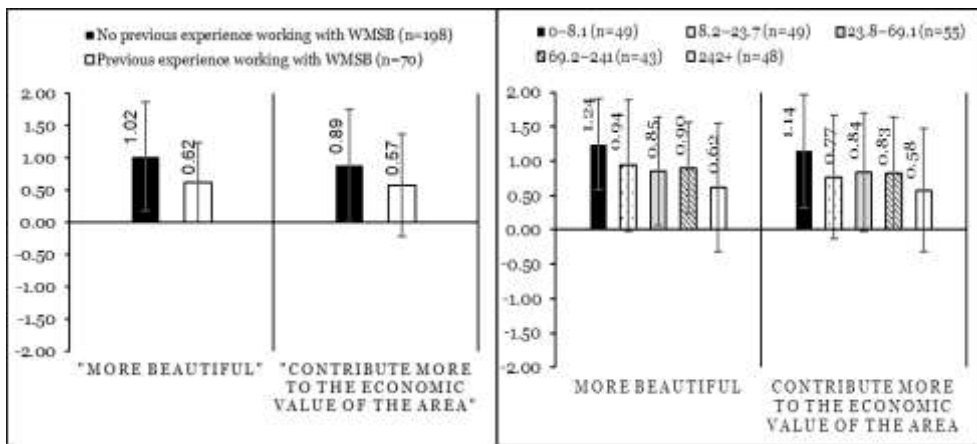 No previous experience working with WMSB (n=198)
Previous experience working with WMSB (n=70)
2.00
1.50
1.00
0.50
0.00
-0.50
-1.00
-1.50
-2.00
1.02
0.62
0.89
0.57
"MORE BEAUTIFUL"
"CONTRIBUTE MORE
TO THE ECONOMIC
VALUE OF THE AREA"
0–8.1 (n=49) 8.2–23.7 (n=49) 23.8–69.1 (n=55)
69.2–241 (n=43) 242+ (n=48)
2.00
1.50
1.00
0.50
0.00
-0.50
-1.00
-1.50
-2.00
1.24
0.94
0.85
0.90
0.62
1.14
0.77
0.84
0.83
0.58
MORE BEAUTIFUL
CONTRIBUTE MORE
TO THE ECONOMIC
VALUE OF THE AREA